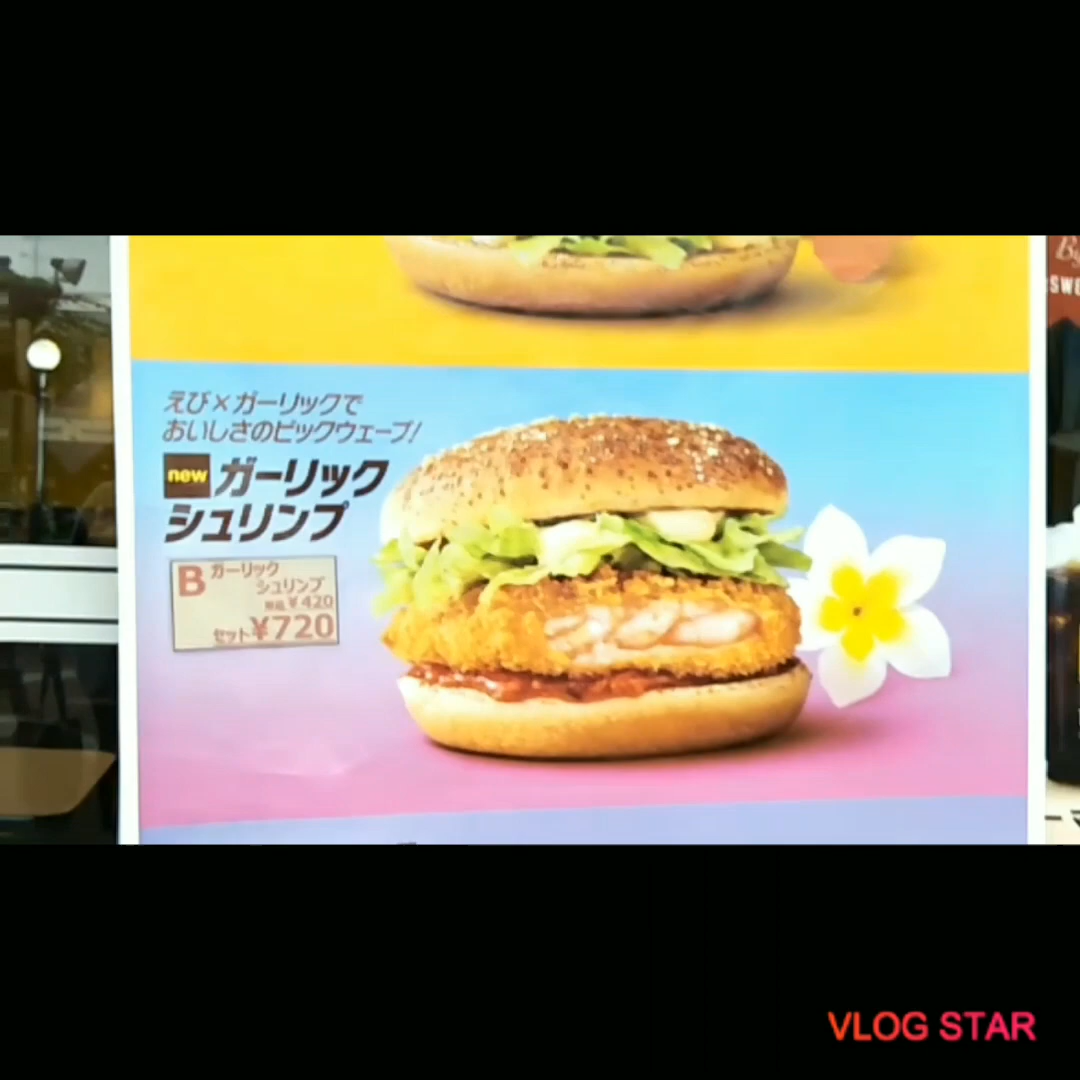 えび×ガーリックで
おいしさのビックウェーブ!
new ガーリック
シュリンプ
B ガーリック
シュリンプ
単品 ¥420
セット ¥720
VLOG STAR